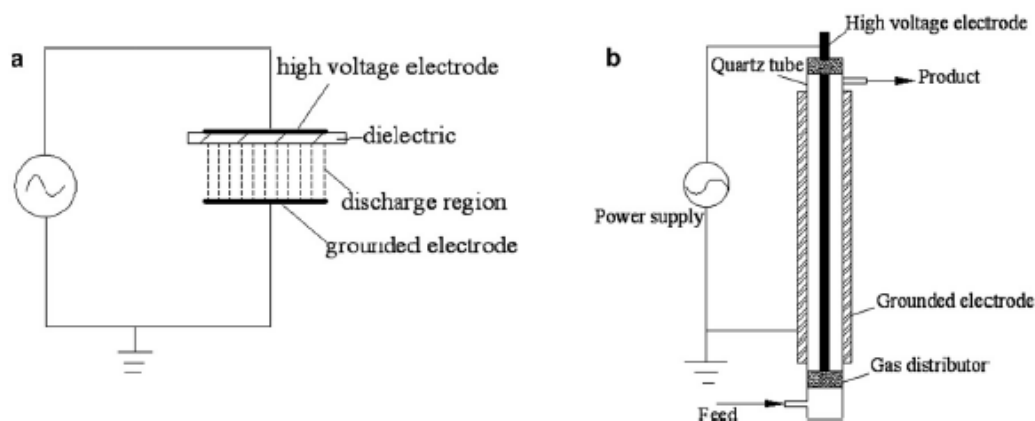 a
high voltage electrode
dielectric
discharge region
grounded electrode
b
High voltage electrode
Quartz tube
Product
Power supply
Grounded electrode
Gas distributor
Feed